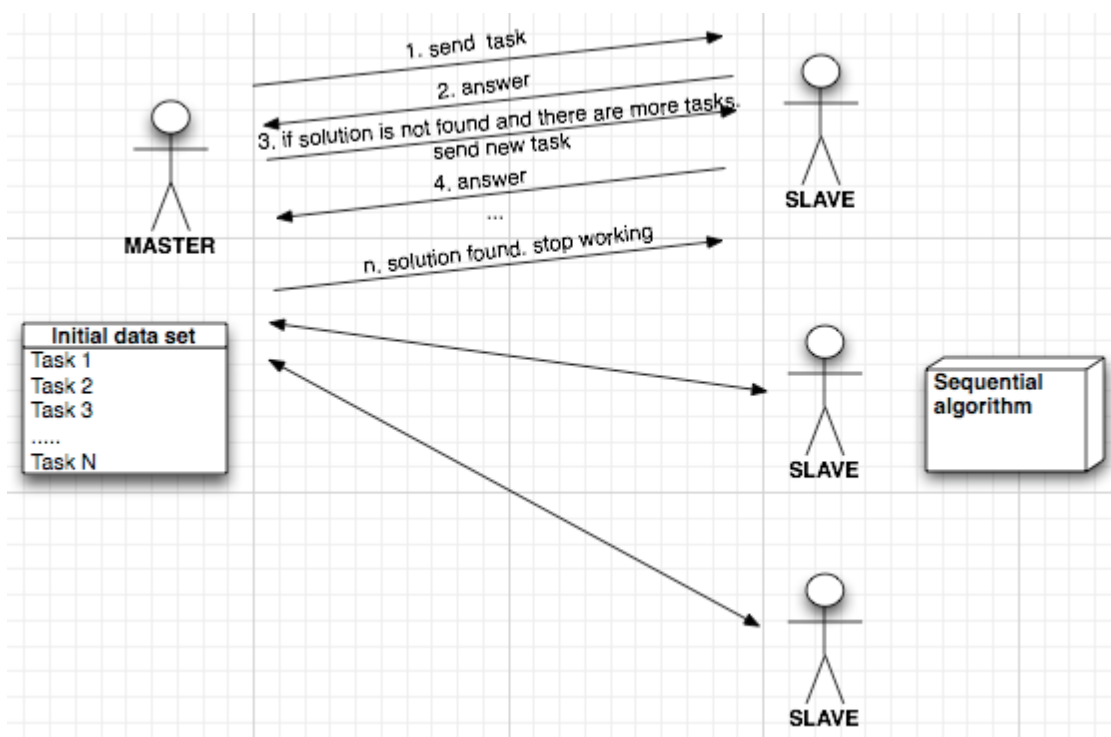 1. send task
2. answer
3. if solution is not found and there are more tasks.
send new task
4. answer
...
n. solution found. stop working
MASTER
SLAVE
Initial data set
Task 1
Task 2
Task 3
.....
Task N
SLAVE
Sequential
algorithm
SLAVE